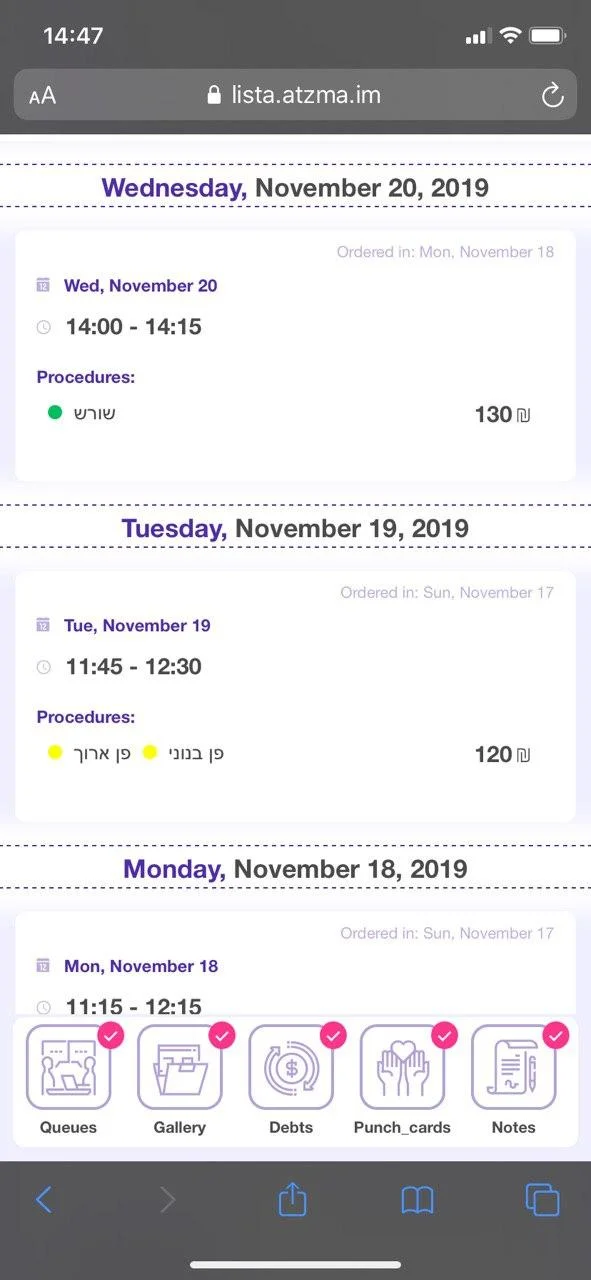 14:47
AA lista.atzma.im
Wednesday, November 20, 2019
Ordered in: Mon, November 18
12 Wed, November 20
14:00 - 14:15
Procedures:
שורש 130 ₪
Tuesday, November 19, 2019
Ordered in: Sun, November 17
12 Tue, November 19
11:45 - 12:30
Procedures:
פן ארוך פן בנוני 120 ₪
Monday, November 18, 2019
Ordered in: Sun, November 17
12 Mon, November 18
11:15 - 12:15
$
Queues Gallery Debts Punch_cards Notes